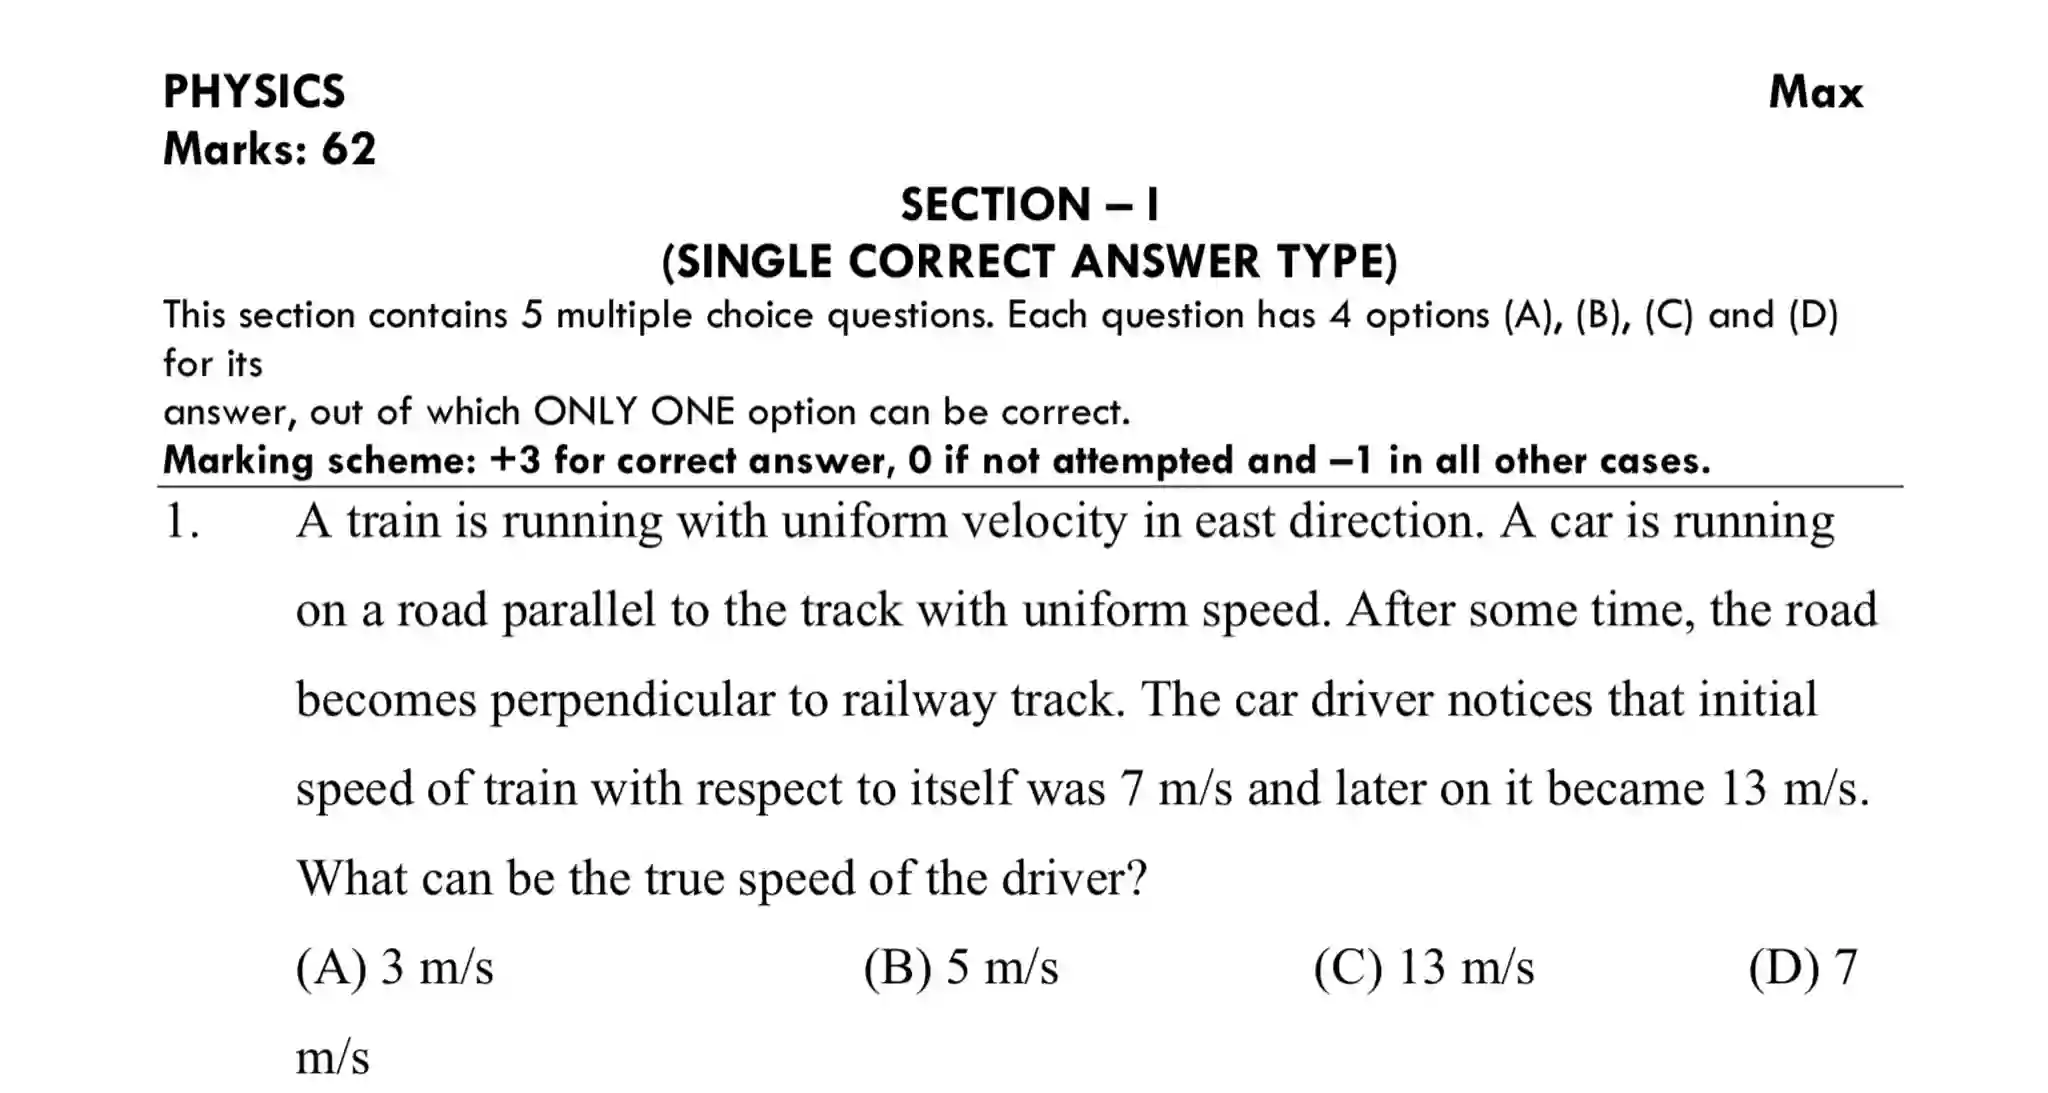 PHYSICS Max
Marks: 62
SECTION – I
(SINGLE CORRECT ANSWER TYPE)
This section contains 5 multiple choice questions. Each question has 4 options (A), (B), (C) and (D)
for its
answer, out of which ONLY ONE option can be correct.
Marking scheme: +3 for correct answer, 0 if not attempted and –1 in all other cases.
1. A train is running with uniform velocity in east direction. A car is running
on a road parallel to the track with uniform speed. After some time, the road
becomes perpendicular to railway track. The car driver notices that initial
speed of train with respect to itself was 7 m/s and later on it became 13 m/s.
What can be the true speed of the driver?
(A) 3 m/s (B) 5 m/s (C) 13 m/s (D) 7
m/s